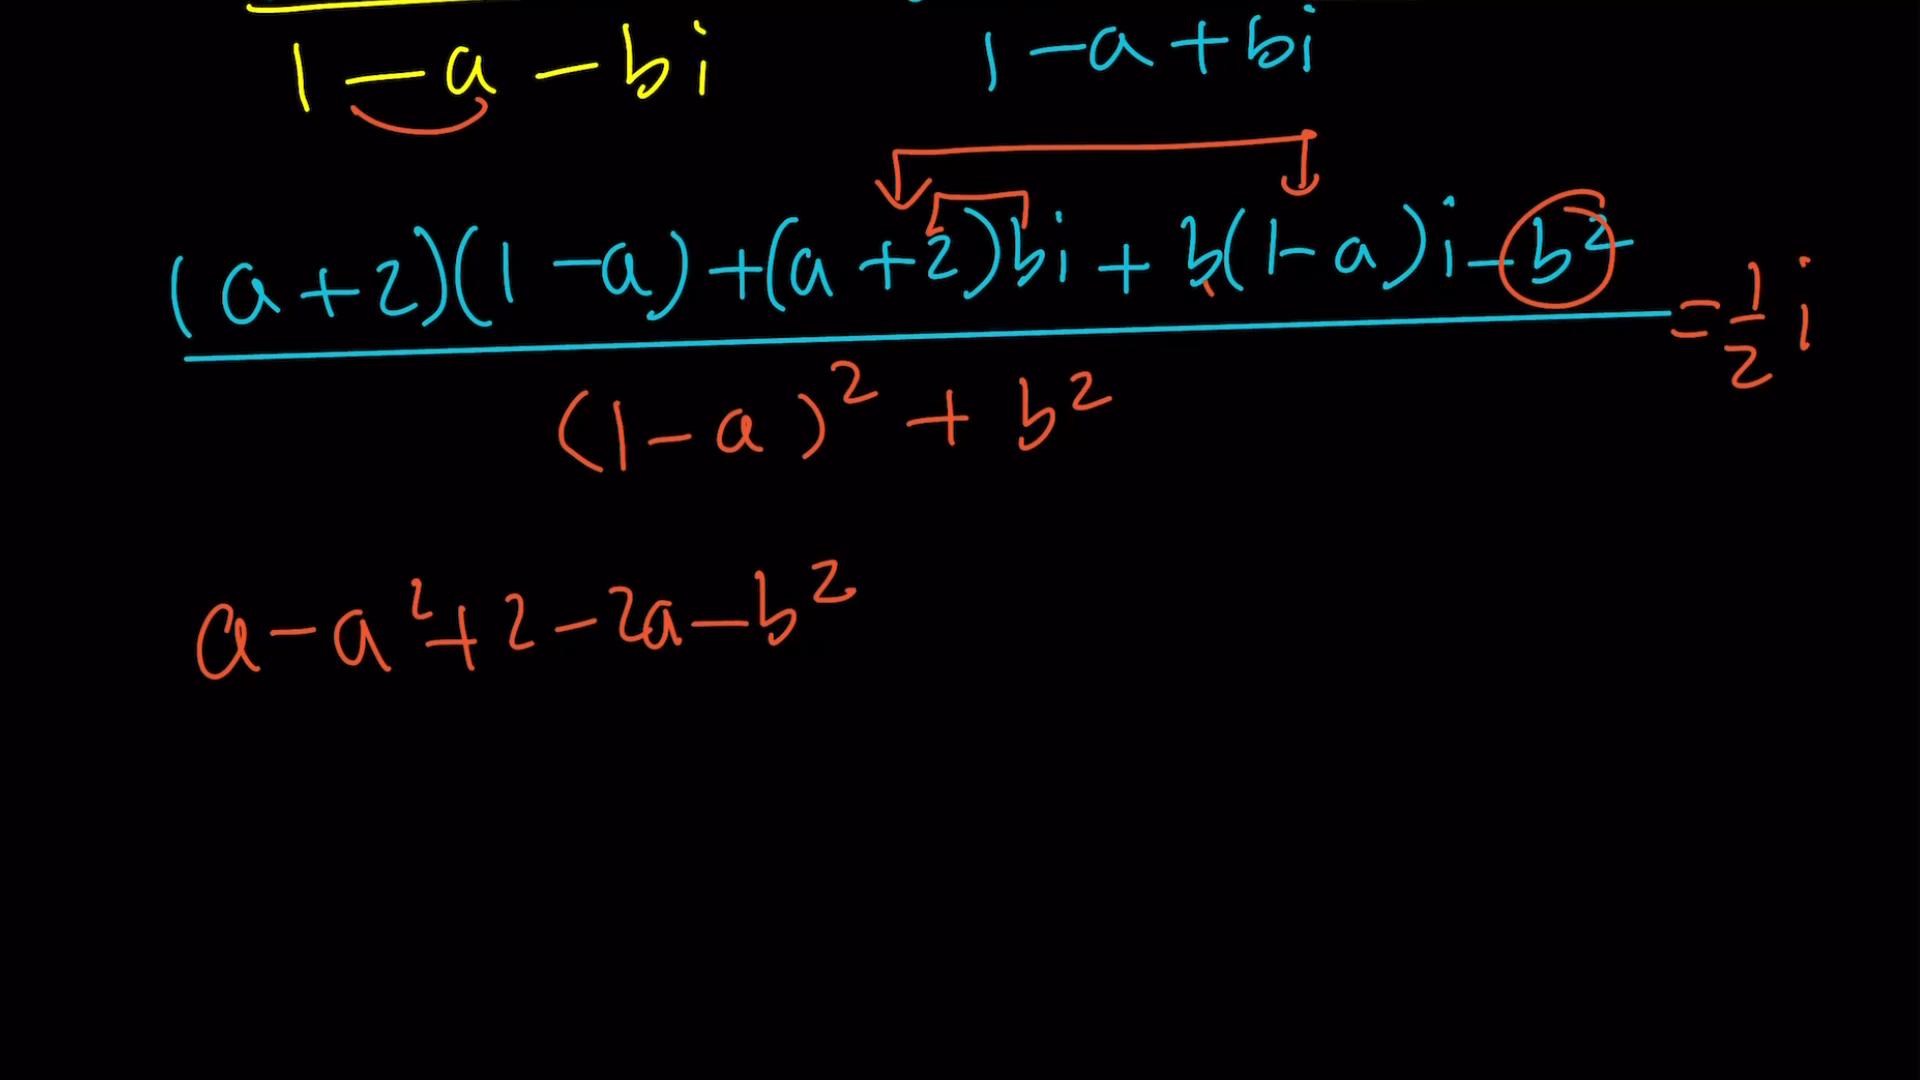 1 - a - bi 1 - a + bi
(a + 2)(1 - a) + (a + 2)bi + b(1 - a)i - b²
= 1/2 i
(1 - a)² + b²
a - a² + 2 - 2a - b²